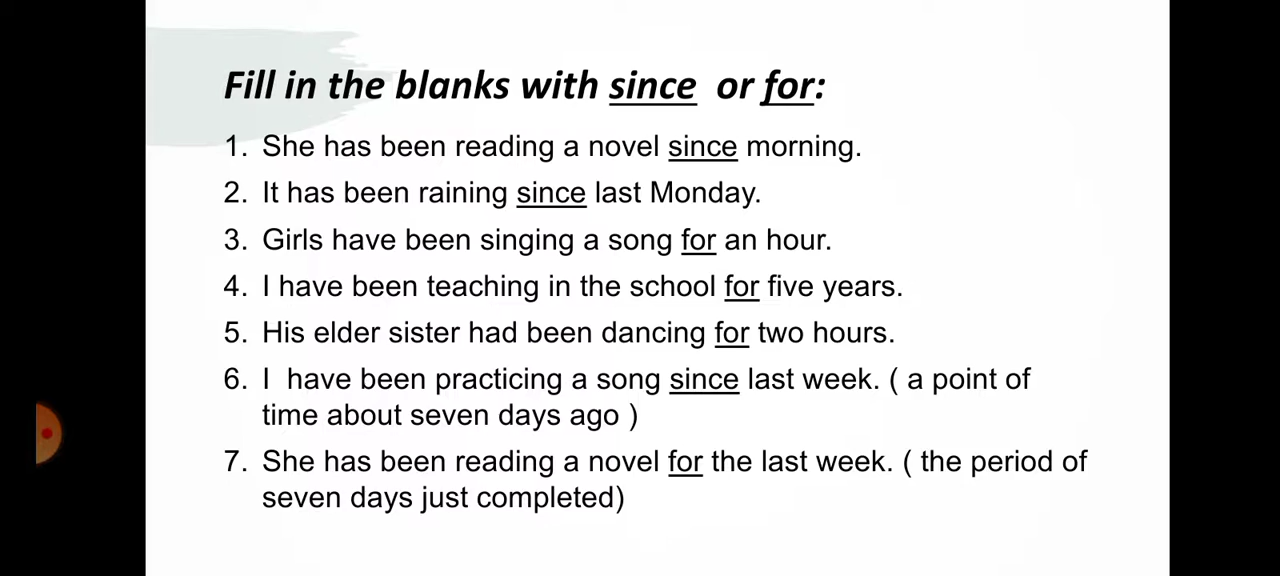 Fill in the blanks with since or for:
1. She has been reading a novel since morning.
2. It has been raining since last Monday.
3. Girls have been singing a song for an hour.
4. I have been teaching in the school for five years.
5. His elder sister had been dancing for two hours.
6. I have been practicing a song since last week. ( a point of
time about seven days ago )
7. She has been reading a novel for the last week. ( the period of
seven days just completed)